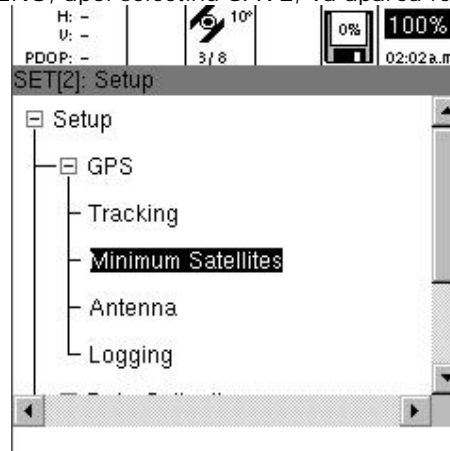 H: -
V: -
PDOP: -
10°
3/8
0%
100%
02:02a.m
SET[2]: Setup
Setup
GPS
Tracking
Minimum Satellites
Antenna
Logging